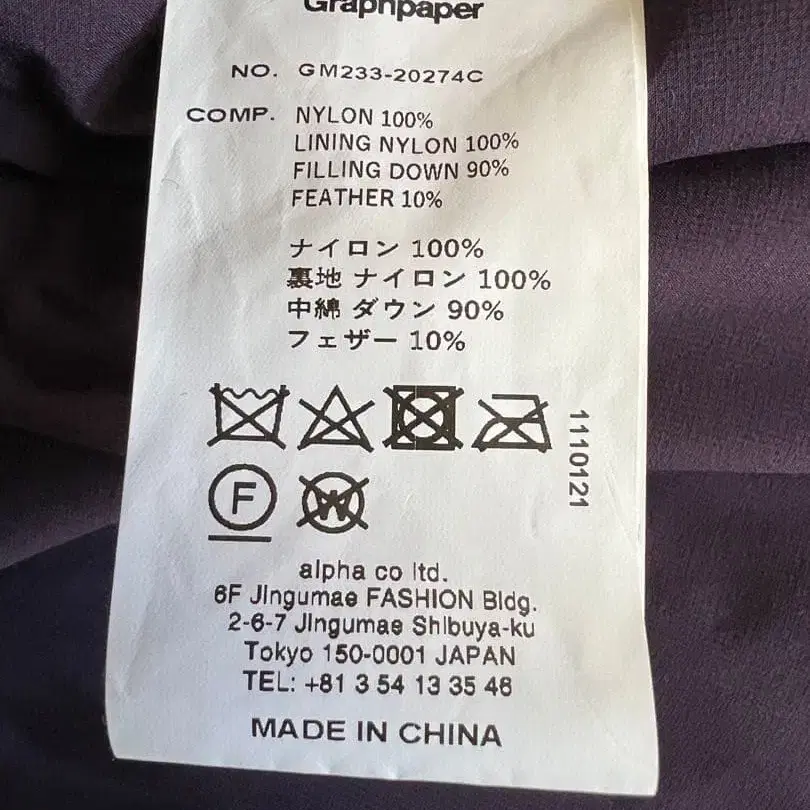 Graphpaper
NO. GM233-20274C
COMP. NYLON 100%
LINING NYLON 100%
FILLING DOWN 90%
FEATHER 10%
ナイロン 100%
裏地 ナイロン 100%
中綿 ダウン 90%
フェザー 10%
1110121
F
W
alpha co ltd.
6F Jingumae FASHION Bldg.
2-6-7 Jingumae Shibuya-ku
Tokyo 150-0001 JAPAN
TEL: +81 3 54 13 35 48
MADE IN CHINA